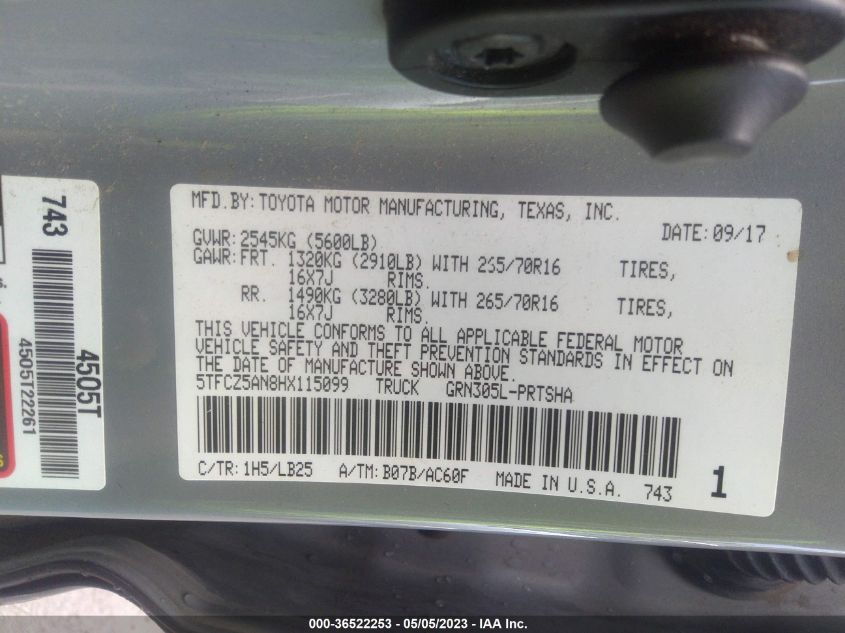 MFD.BY: TOYOTA MOTOR MANUFACTURING, TEXAS, INC.
DATE: 09/17
GVWR: 2545KG (5600LB)
GAWR: FRT. 1320KG (2910LB) WITH 265/70R16 TIRES,
16X7J RIMS.
RR. 1490KG (3280LB) WITH 265/70R16 TIRES,
16X7J RIMS.
THIS VEHICLE CONFORMS TO ALL APPLICABLE FEDERAL MOTOR
VEHICLE SAFETY AND THEFT PREVENTION STANDARDS IN EFFECT ON
THE DATE OF MANUFACTURE SHOWN ABOVE.
5TFCZ5AN8HX115099 TRUCK GRN305L-PRTSHA
C/TR: 1H5/LB25 A/TM: B07B/AC60F MADE IN U.S.A. 743 1
743
4505T
4505T22261
000-36522253 - 05/05/2023 - IAA Inc.